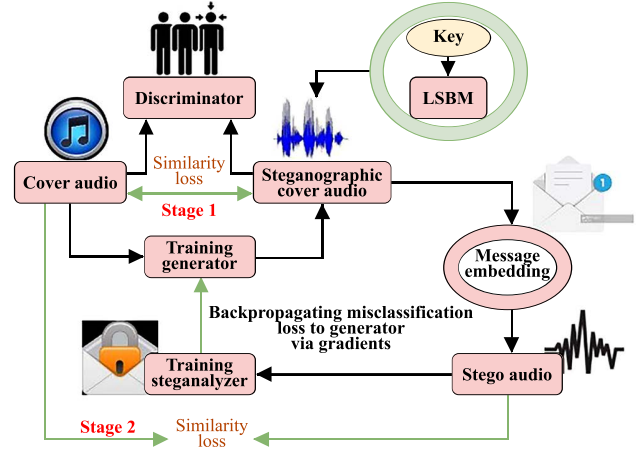 Key
LSBM
Discriminator
Similarity
loss
Cover audio
Stage 1
Steganographic
cover audio
1
Training
generator
Message
embedding
Backpropagating misclassification
loss to generator
via gradients
Training
steganalyzer
Stego audio
Stage 2
Similarity
loss